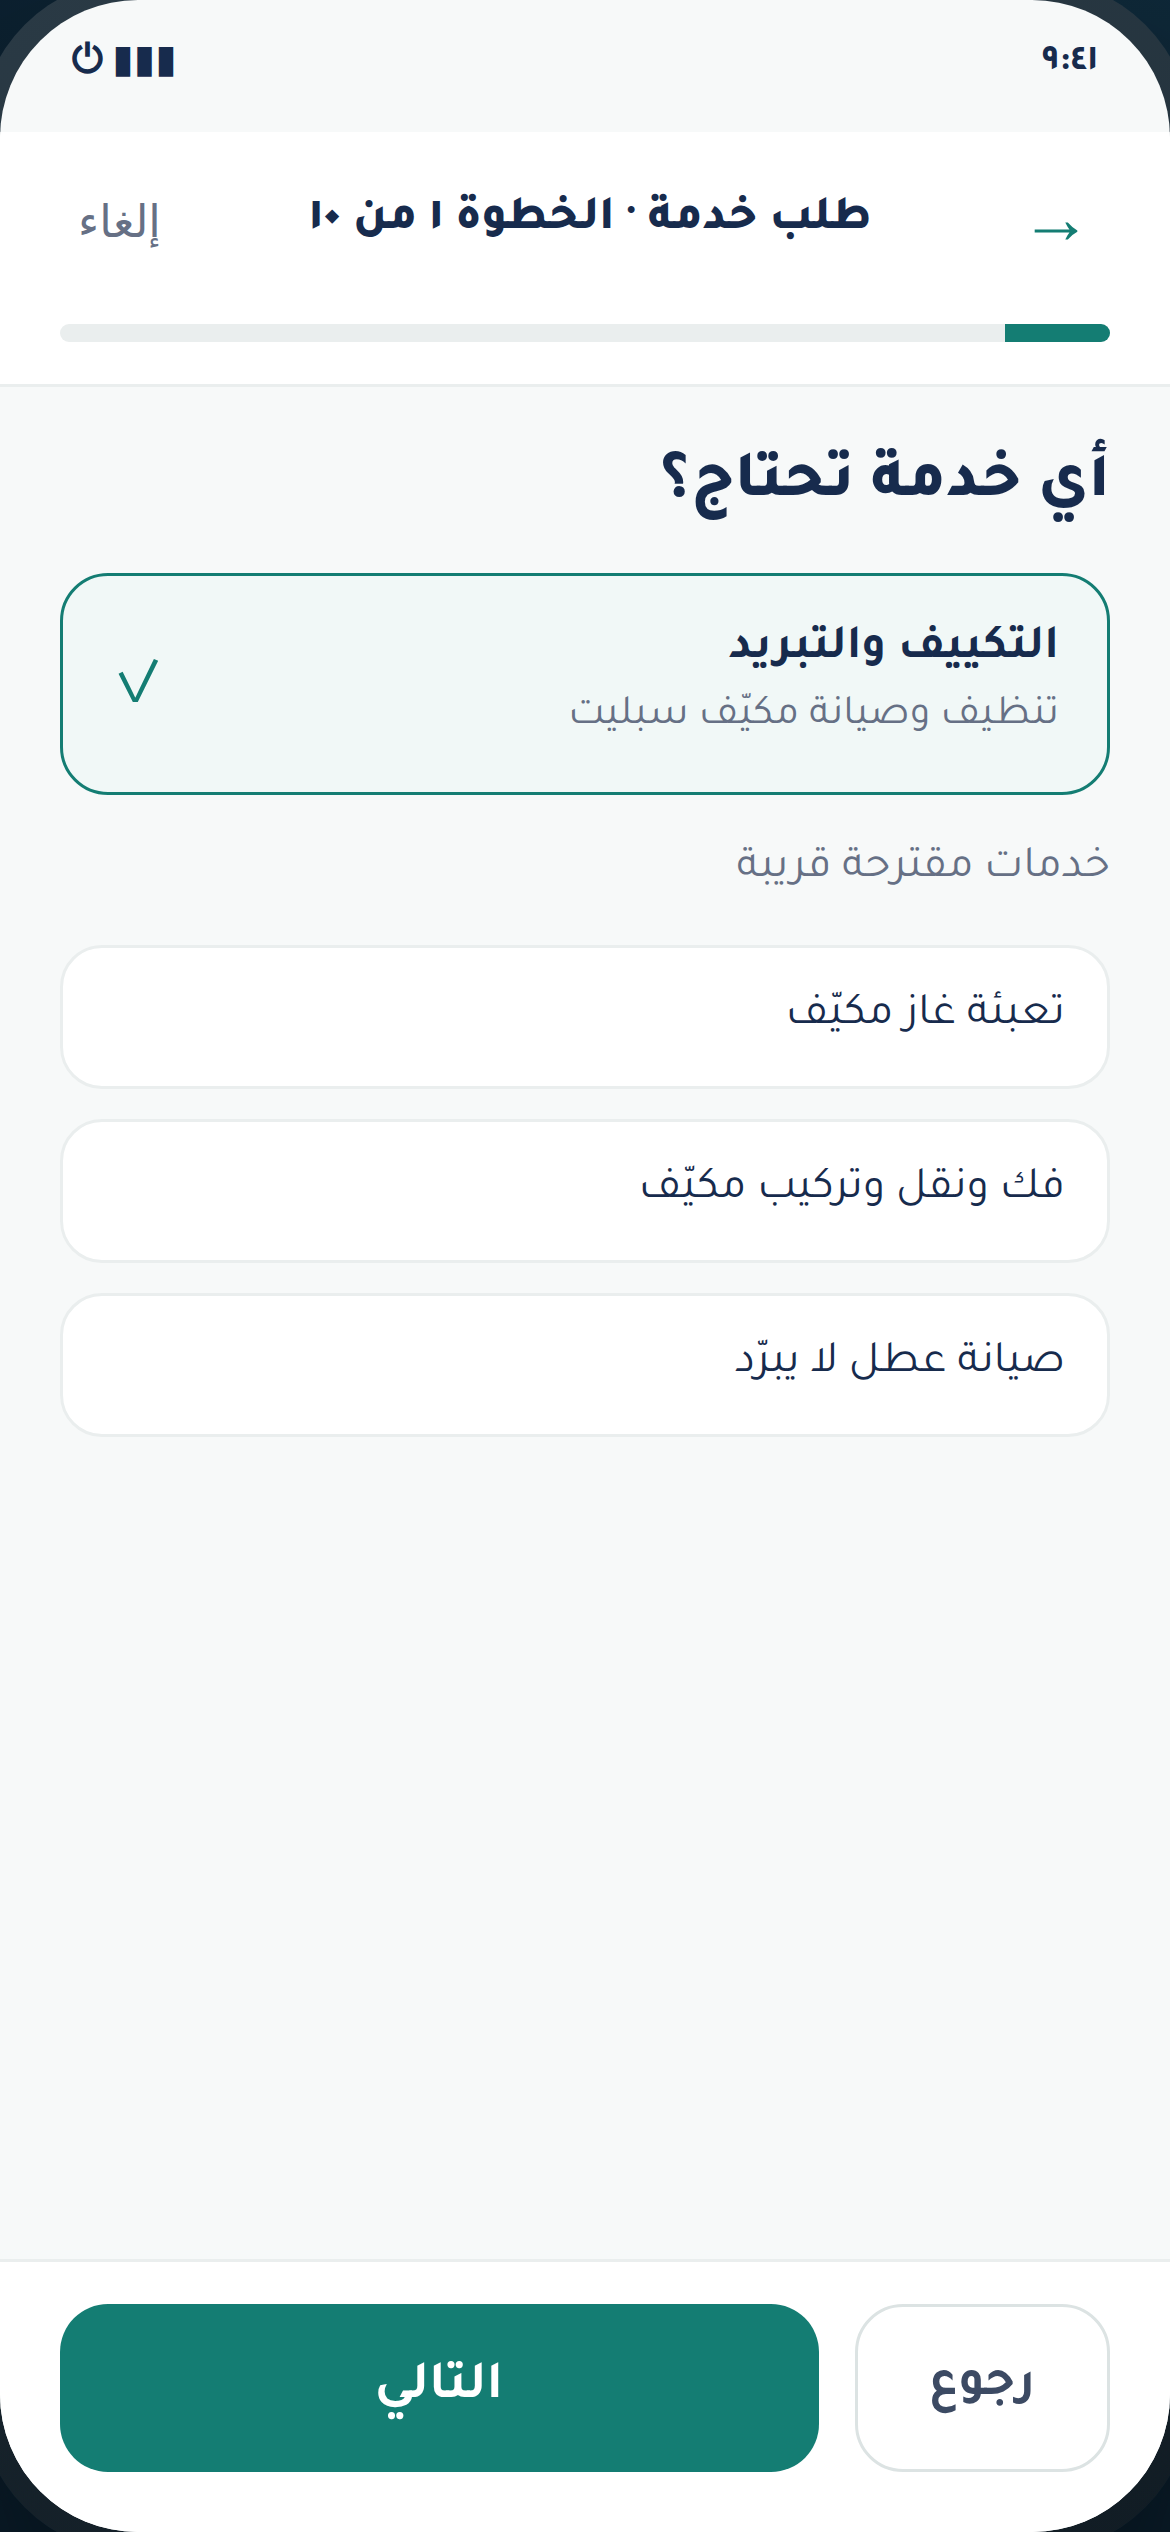 ٩:٤١
طلب خدمة · الخطوة ١ من ١٠
إلغاء
أي خدمة تحتاج؟
التكييف والتبريد
تنظيف وصيانة مكيّف سبليت
خدمات مقترحة قريبة
تعبئة غاز مكيّف
فك ونقل وتركيب مكيّف
صيانة عطل لا يبرّد
رجوع
التالي